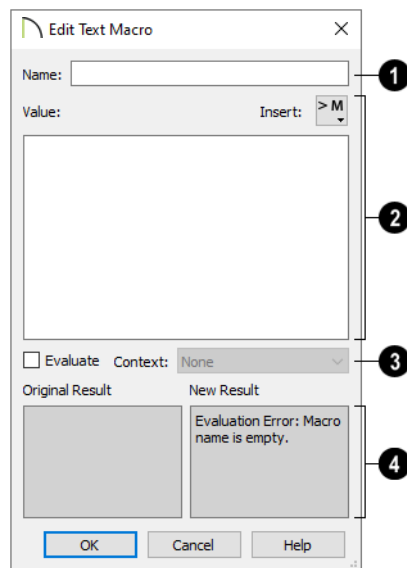 Edit Text Macro
Name:
1
Value:
Insert:
> M
2
Evaluate Context: None
3
Original Result New Result
Evaluation Error: Macro
name is empty.
4
OK Cancel Help